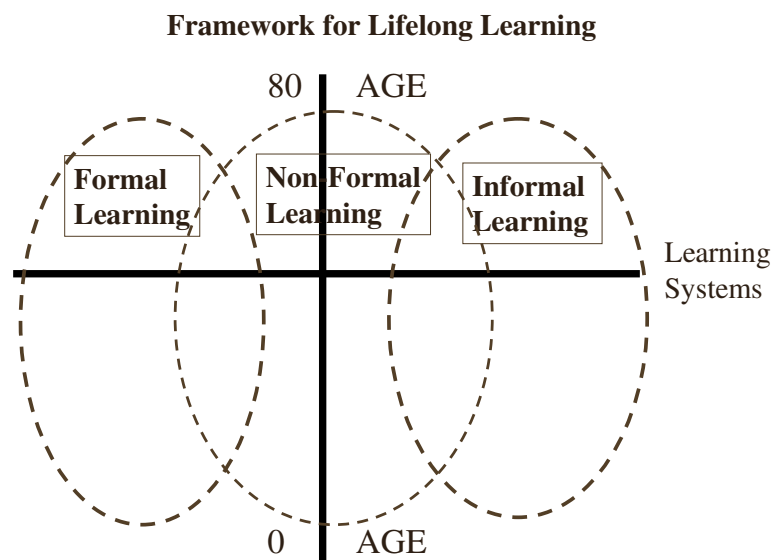 Framework for Lifelong Learning
80 AGE
Formal
Learning
Non-Formal
Learning
Informal
Learning
Learning
Systems
0 AGE